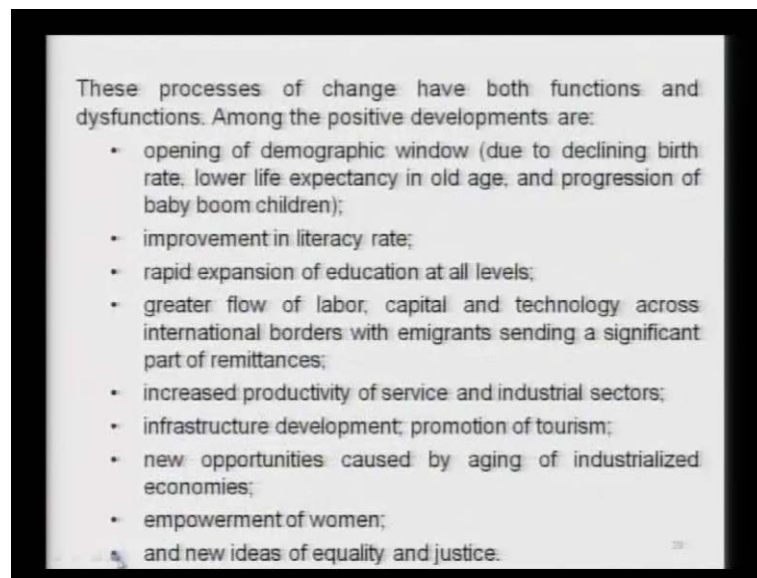 These processes of change have both functions and
dysfunctions. Among the positive developments are:
• opening of demographic window (due to declining birth
rate, lower life expectancy in old age, and progression of
baby boom children);
• improvement in literacy rate;
• rapid expansion of education at all levels;
• greater flow of labor, capital and technology across
international borders with emigrants sending a significant
part of remittances;
• increased productivity of service and industrial sectors;
• infrastructure development; promotion of tourism;
• new opportunities caused by aging of industrialized
economies;
• empowerment of women;
• and new ideas of equality and justice.